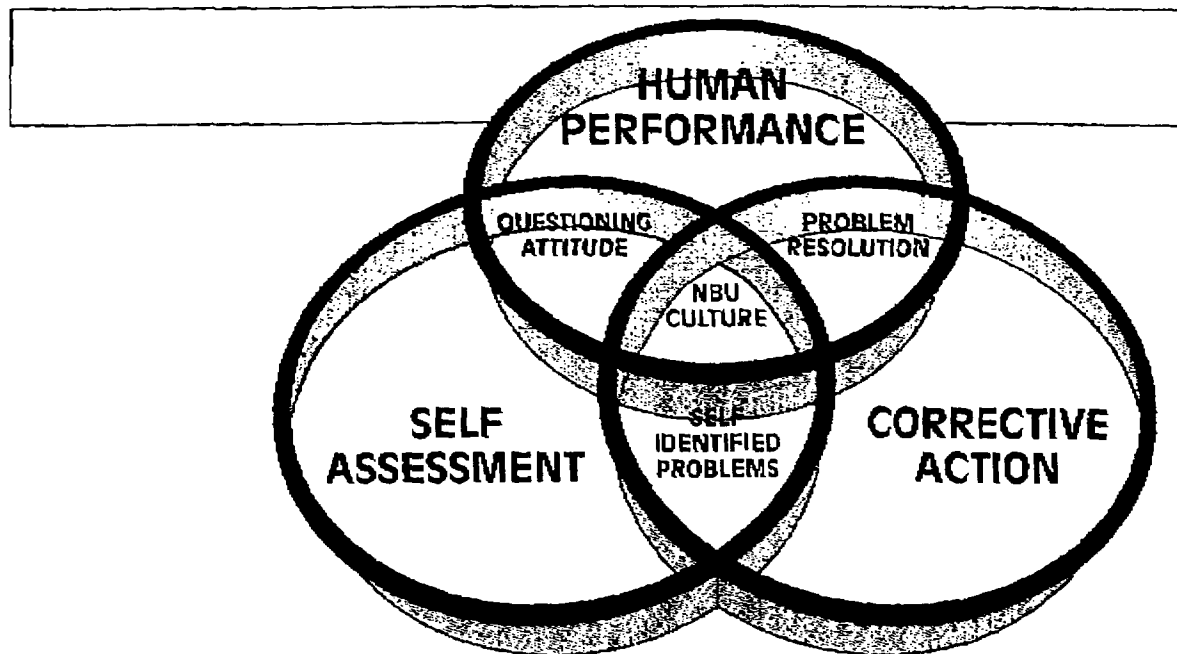 HUMAN
PERFORMANCE
QUESTIONING
ATTITUDE
PROBLEM
RESOLUTION
NBU
CULTURE
SELF
ASSESSMENT
SELF
IDENTIFIED
PROBLEMS
CORRECTIVE
ACTION